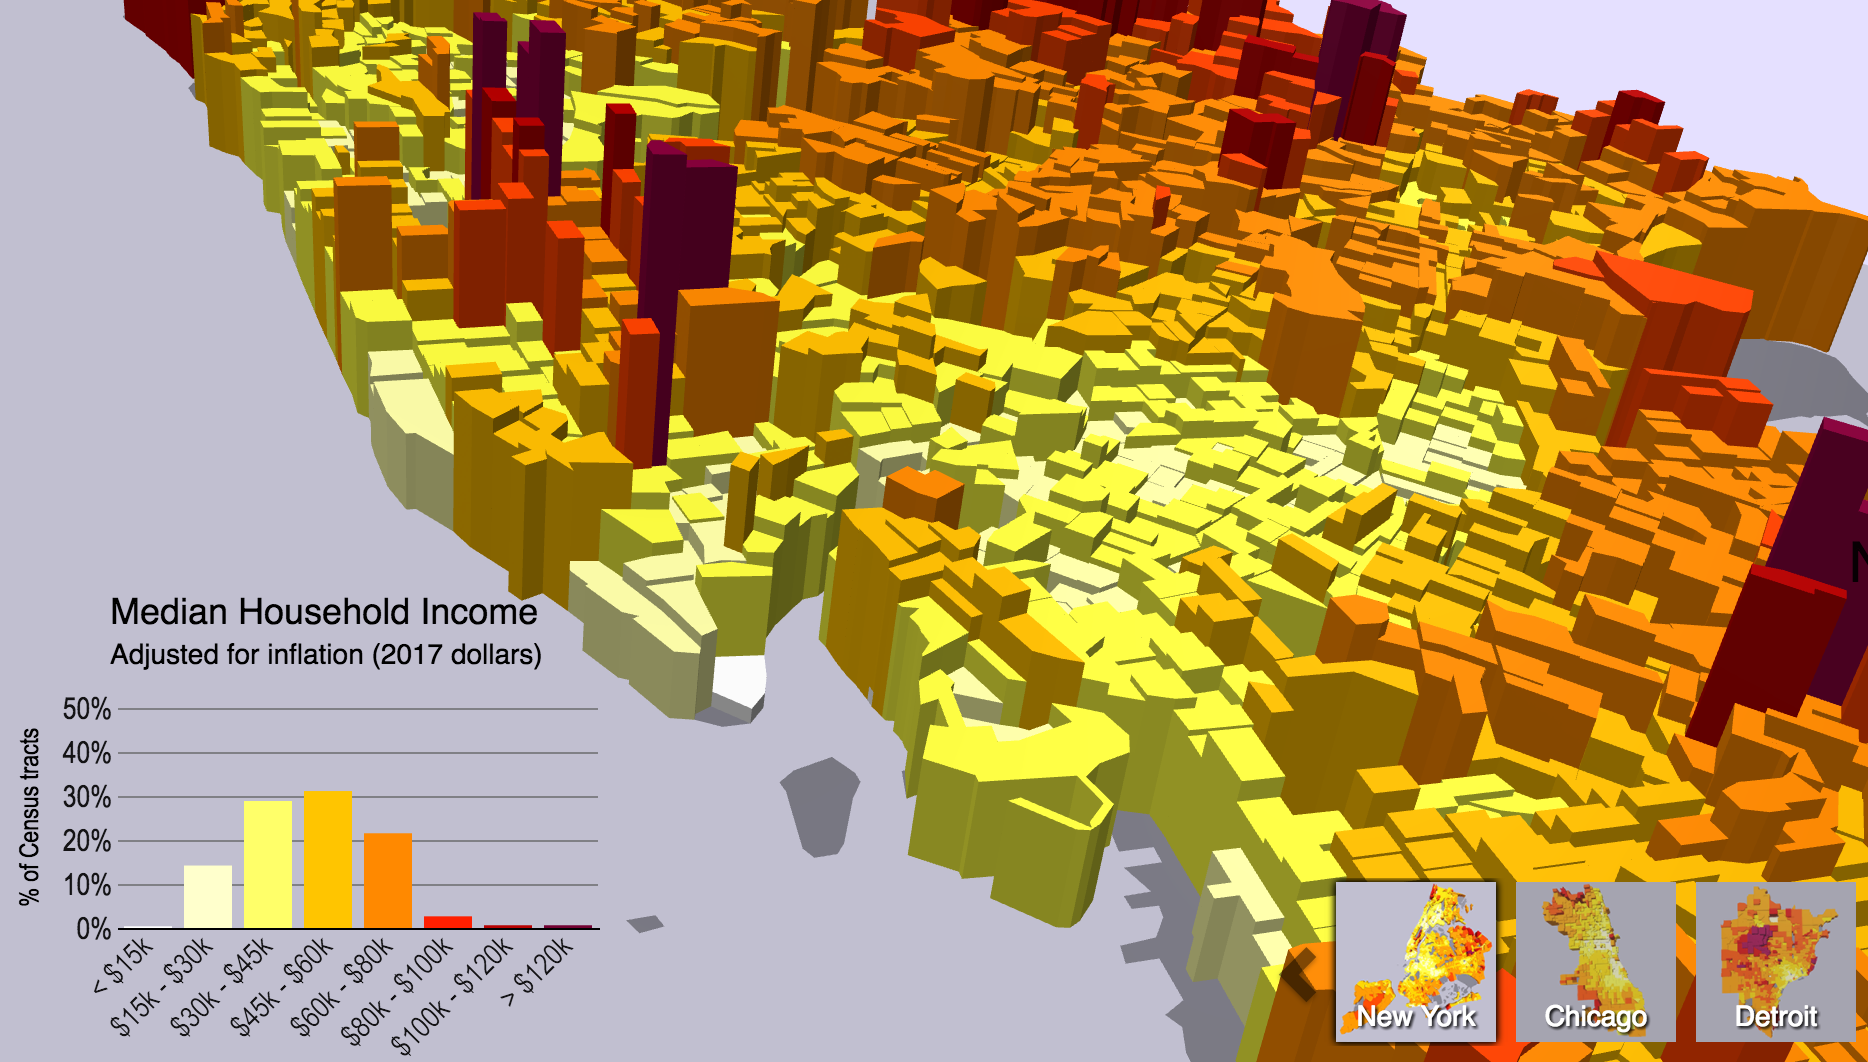 Median Household Income
Adjusted for inflation (2017 dollars)
% of Census tracts
50%
40%
30%
20%
10%
0%
< $15k
$15k - $30k
$30k - $45k
$45k - $60k
$60k - $80k
$80k - $100k
$100k - $120k
> $120k
N
New York
Chicago
Detroit